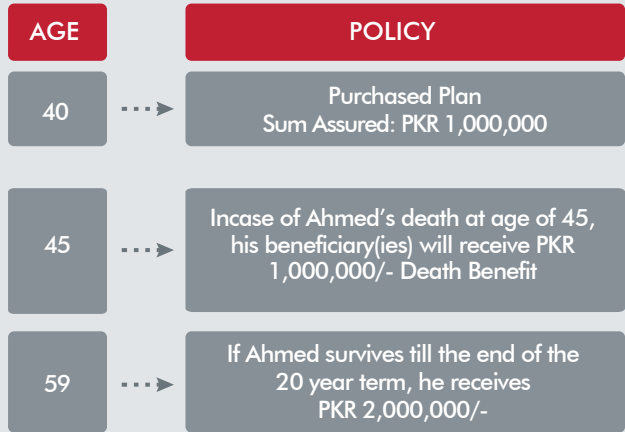 AGE
POLICY
40
Purchased Plan
Sum Assured: PKR 1,000,000
45
Incase of Ahmed's death at age of 45,
his beneficiary(ies) will receive PKR
1,000,000/- Death Benefit
59
If Ahmed survives till the end of the
20 year term, he receives
PKR 2,000,000/-